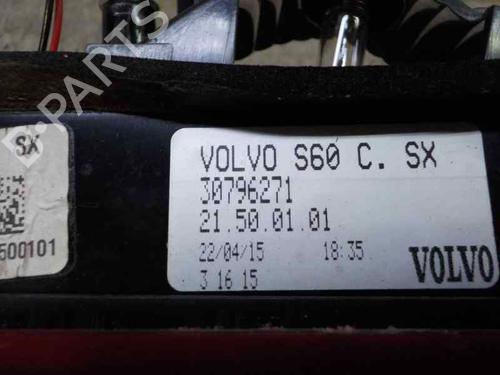 SX
500101
VOLVO S60 C. SX
30796271
21.50.01.01
22/04/15 18:35
3 16 15
VOLVO
B-PARTS